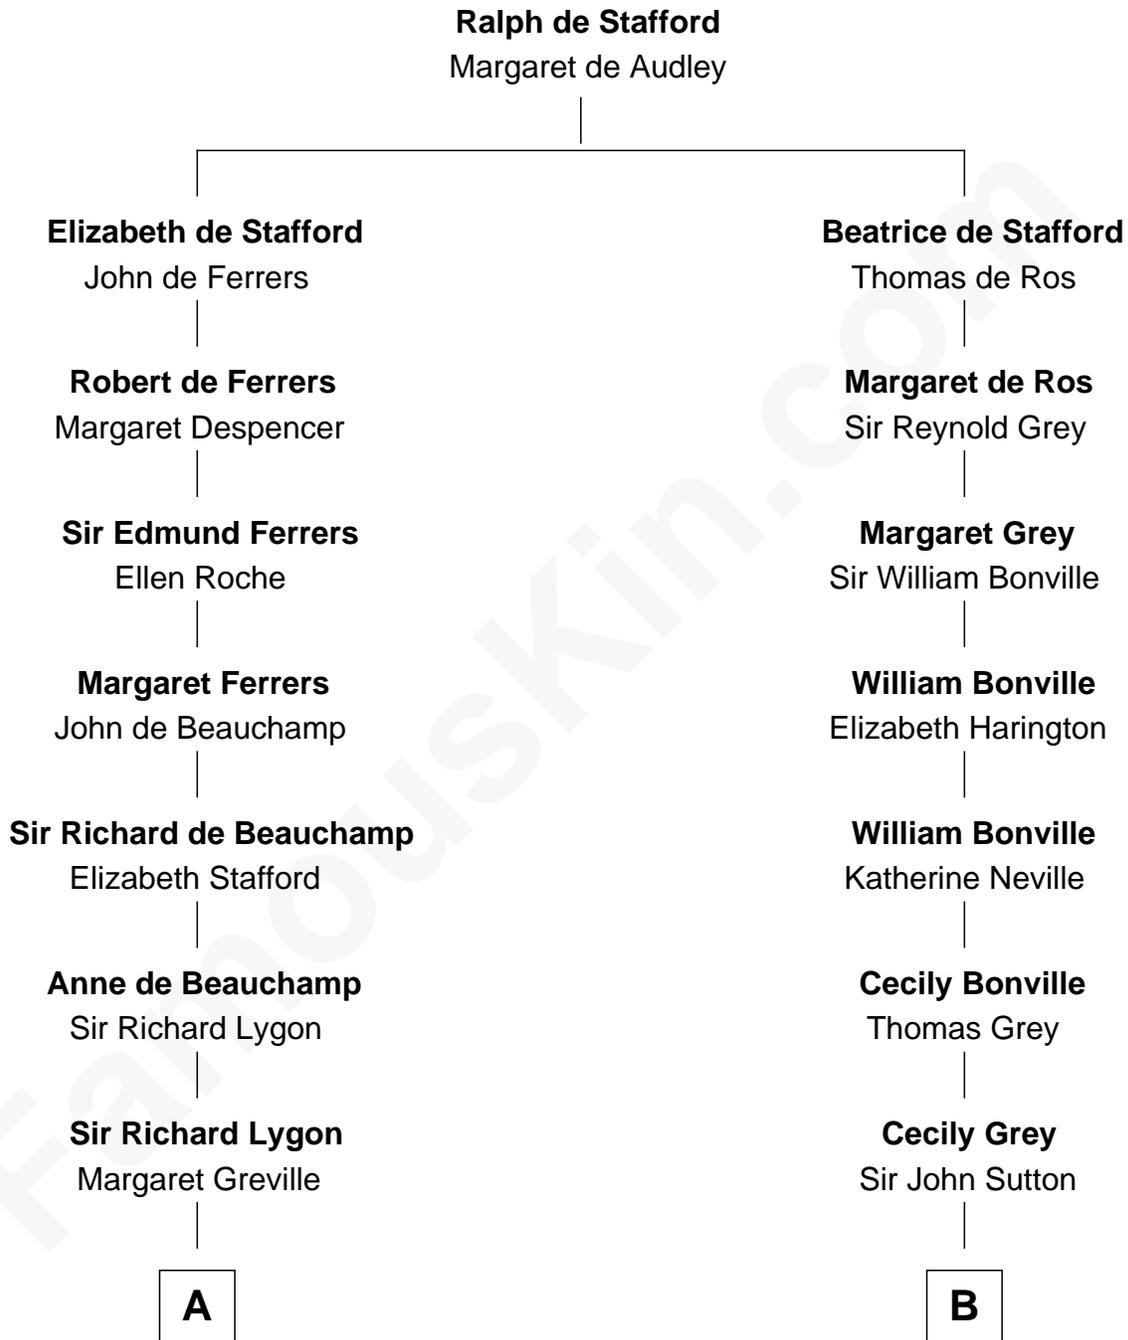 Ralph de Stafford
Margaret de Audley
Elizabeth de Stafford
John de Ferrers
Beatrice de Stafford
Thomas de Ros
Robert de Ferrers
Margaret Despencer
Margaret de Ros
Sir Reynold Grey
Sir Edmund Ferrers
Ellen Roche
Margaret Grey
Sir William Bonville
Margaret Ferrers
John de Beauchamp
William Bonville
Elizabeth Harington
Sir Richard de Beauchamp
Elizabeth Stafford
William Bonville
Katherine Neville
Anne de Beauchamp
Sir Richard Lygon
Cecily Bonville
Thomas Grey
Sir Richard Lygon
Margaret Greville
Cecily Grey
Sir John Sutton
A
B
FamousKin.com